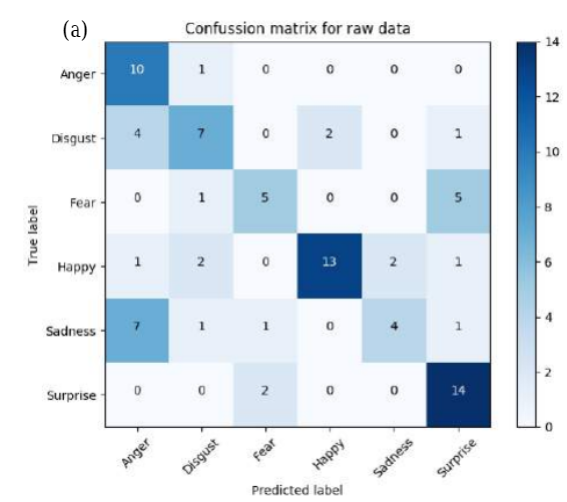 (a) Confussion matrix for raw data
Anger 10 1 0 0 0 0
Disgust 4 7 0 2 0 1
Fear 0 1 5 0 0 5
Happy 1 2 0 13 2 1
Sadness 7 1 1 0 4 1
Surprise 0 0 2 0 0 14
True label
Anger Disgust Fear Happy Sadness Surprise
Predicted label
14
12
10
8
6
4
2
0